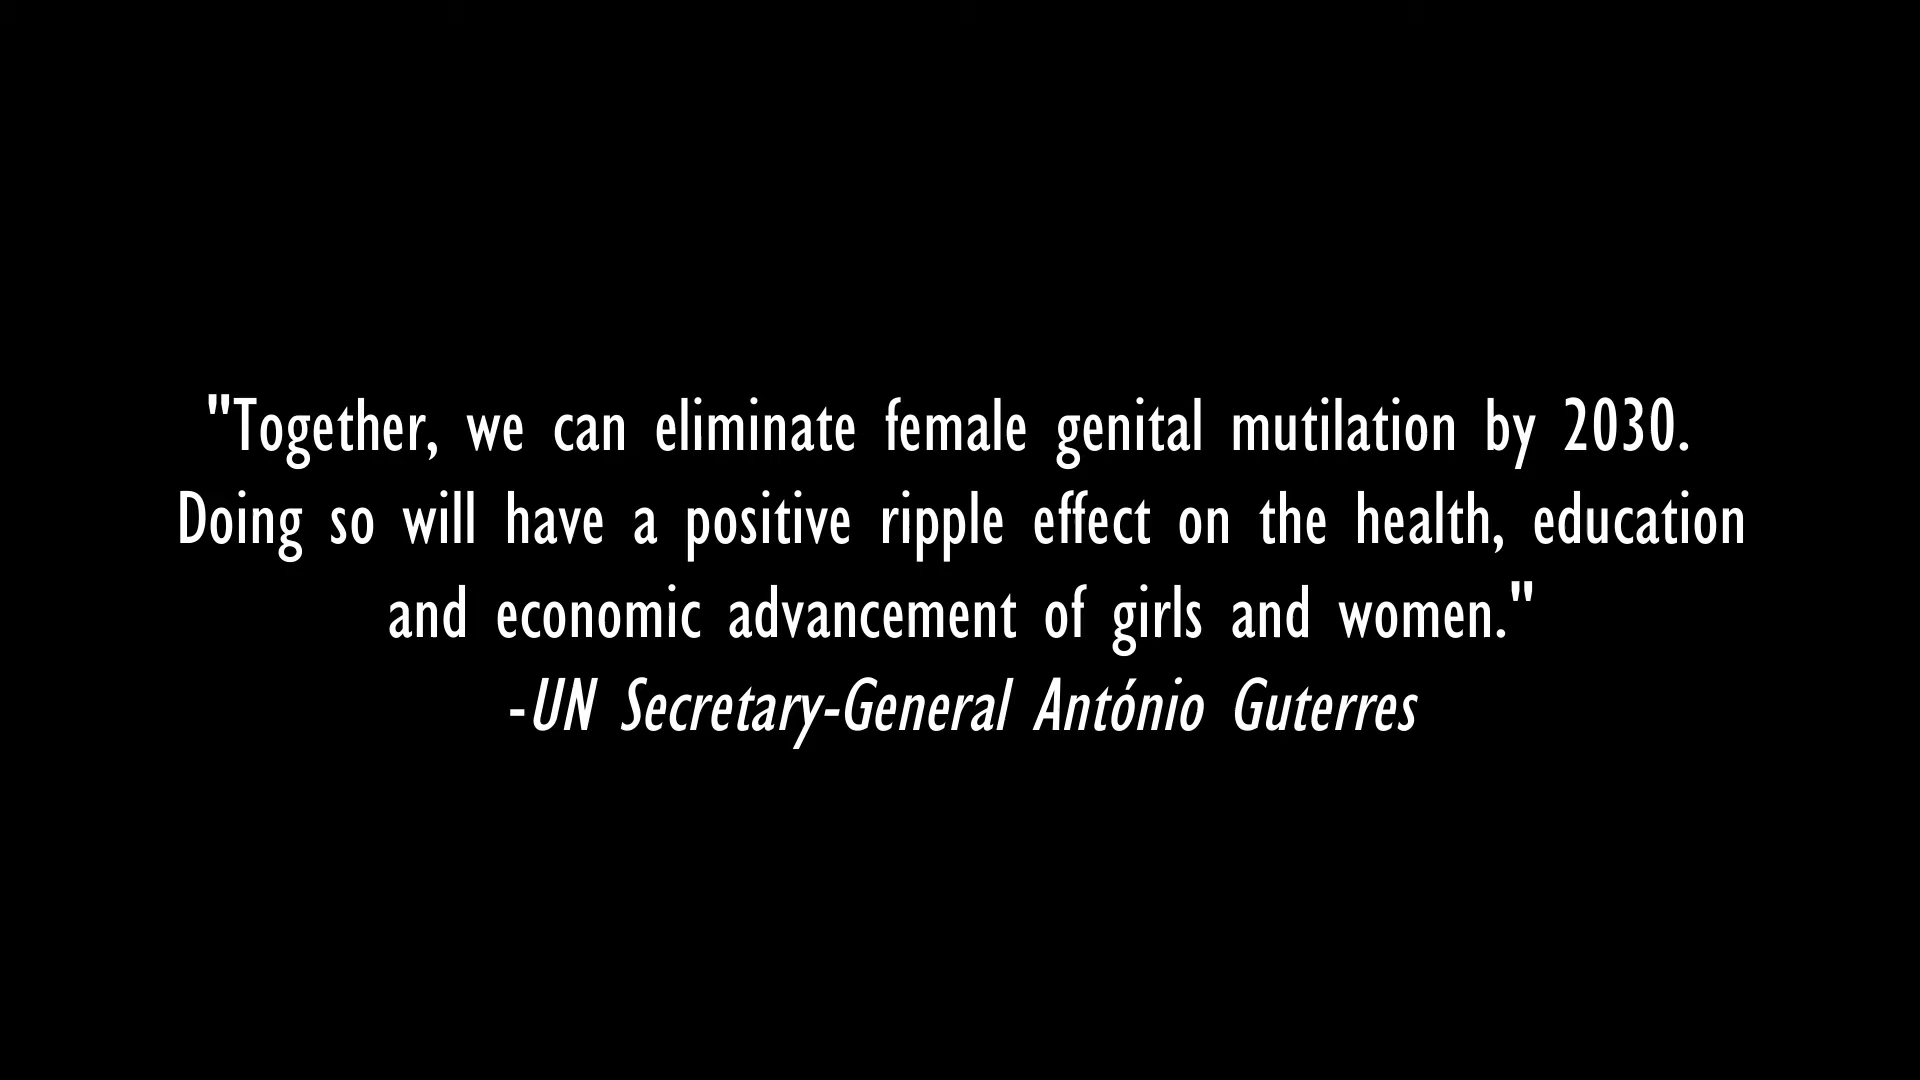 "Together, we can eliminate female genital mutilation by 2030.
Doing so will have a positive ripple effect on the health, education
and economic advancement of girls and women."
-UN Secretary-General António Guterres